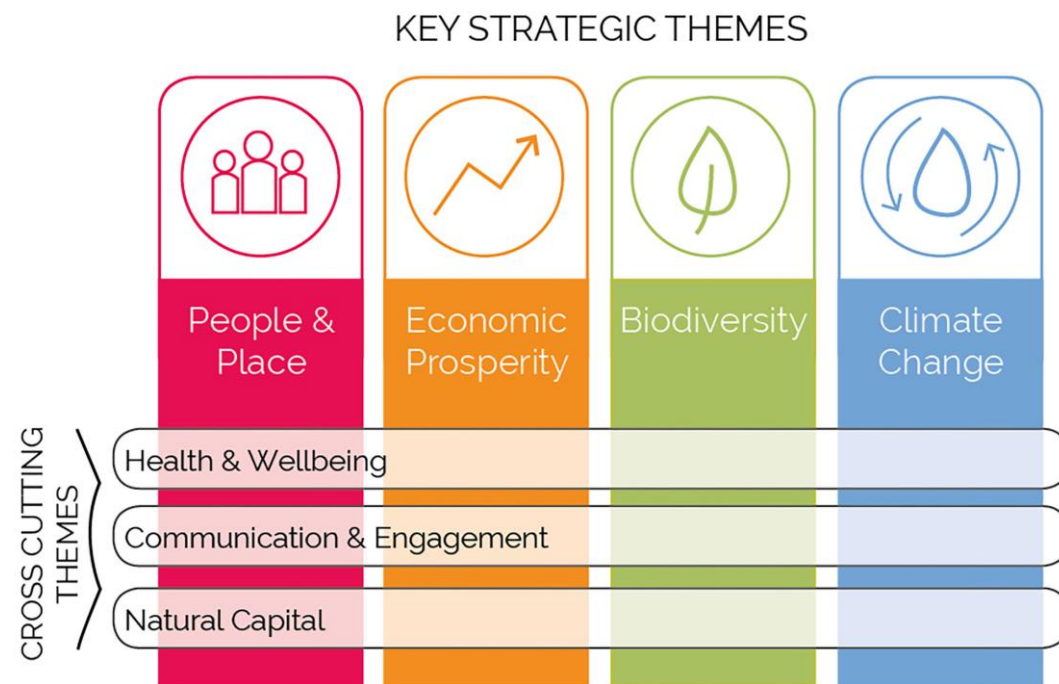 KEY STRATEGIC THEMES
People &
Place
Economic
Prosperity
Biodiversity
Climate
Change
CROSS CUTTING
THEMES
Health & Wellbeing
Communication & Engagement
Natural Capital